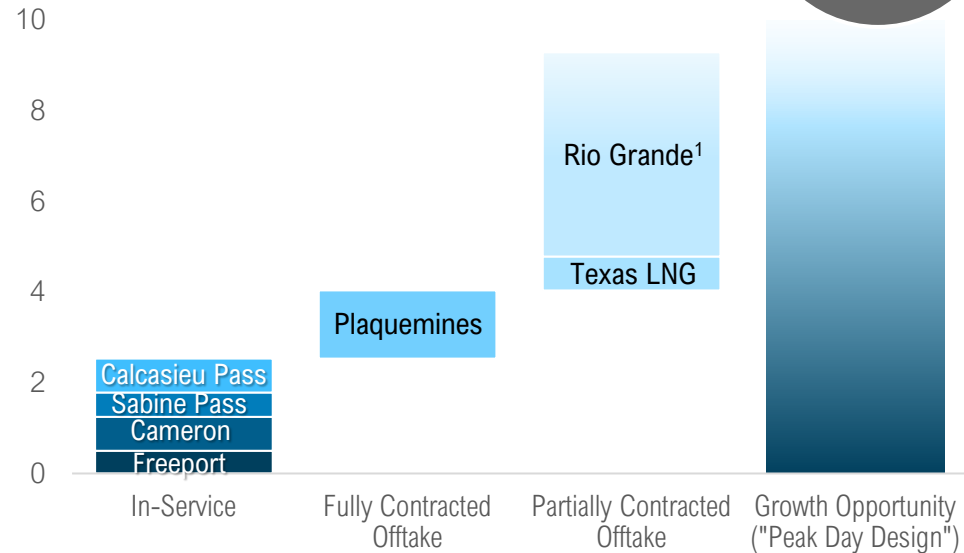 10
8
6
4
2
0
Rio Grande¹
Texas LNG
Plaquemines
Calcasieu Pass
Sabine Pass
Cameron
Freeport
In-Service
Fully Contracted
Offtake
Partially Contracted
Offtake
Growth Opportunity
("Peak Day Design")